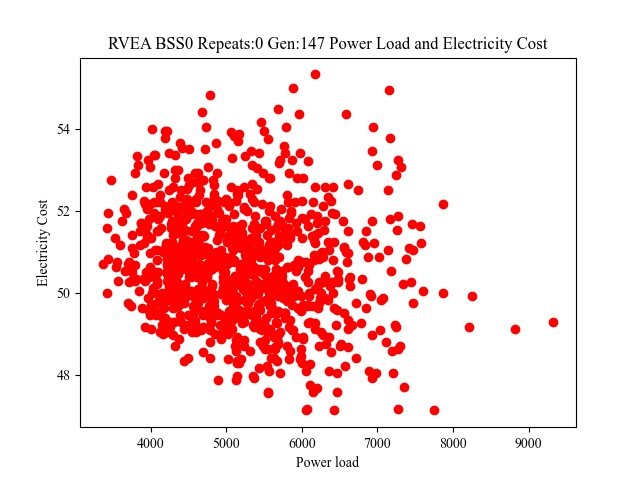 RVEA BSS0 Repeats:0 Gen:147 Power Load and Electricity Cost
54
52
50
48
Electricity Cost
4000 5000 6000 7000 8000 9000
Power load